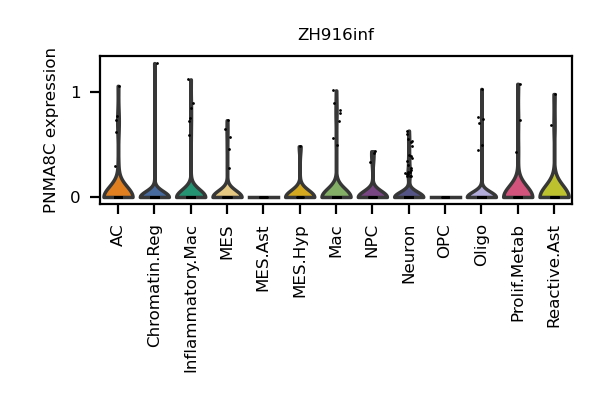 ZH916inf
PNMA8C expression
1
0
AC
Chromatin.Reg
Inflammatory.Mac
MES
MES.Ast
MES.Hyp
Mac
NPC
Neuron
OPC
Oligo
Prolif.Metab
Reactive.Ast